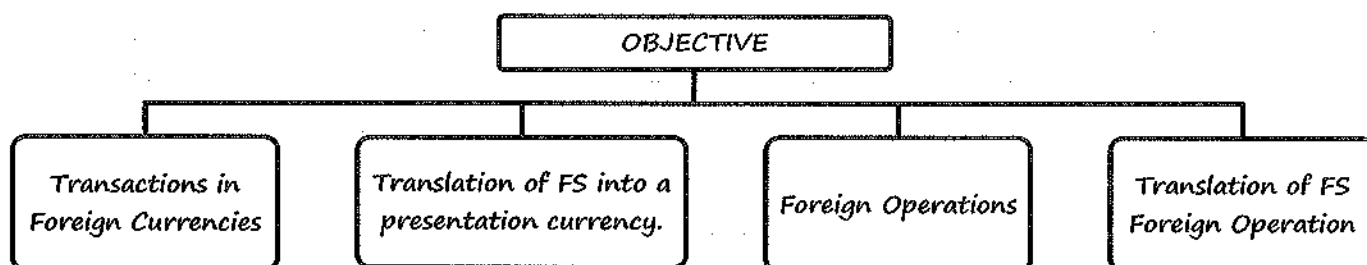 OBJECTIVE
Transactions in
Foreign Currencies
Translation of FS into a
presentation currency.
Foreign Operations
Translation of FS
Foreign Operation